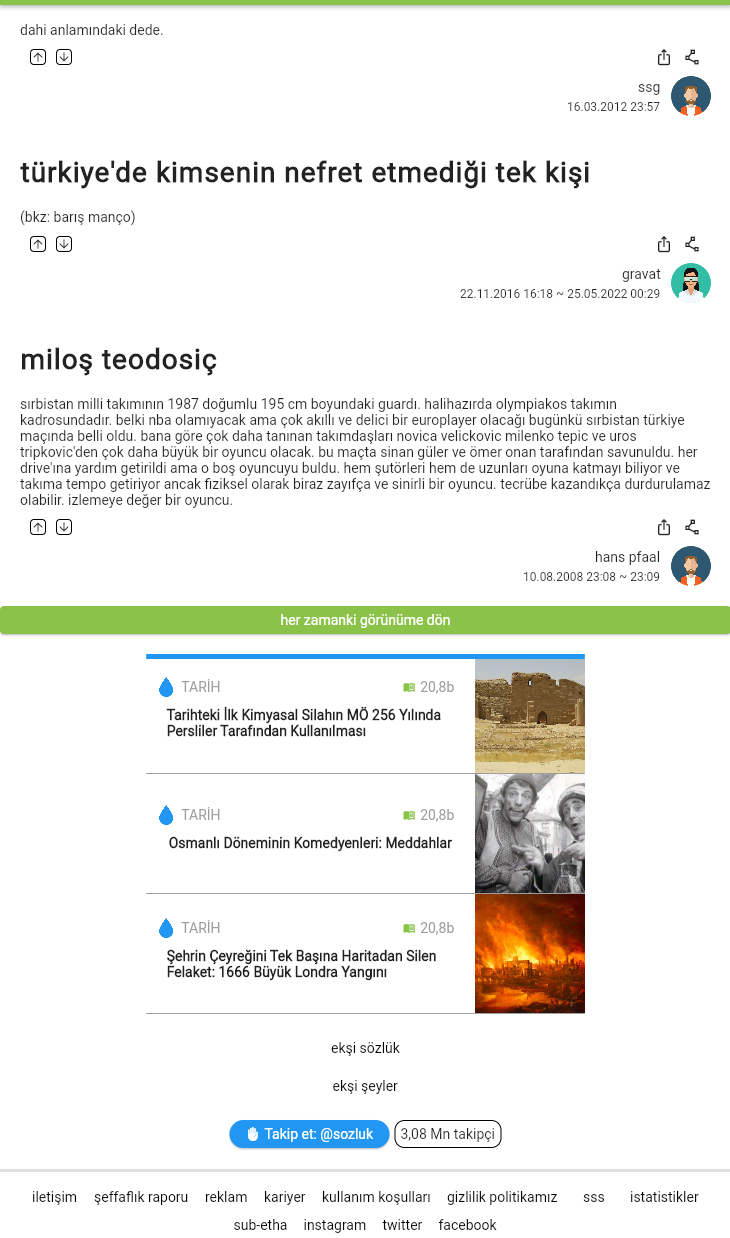 dahi anlamındaki dede.
ssg
16.03.2012 23:57
türkiye'de kimsenin nefret etmediği tek kişi
(bkz: barış manço)
gravat
22.11.2016 16:18 ~ 25.05.2022 00:29
miloş teodosiç
sırbistan milli takımının 1987 doğumlu 195 cm boyundaki guardı. halihazırda olympiakos takımın
kadrosundadır. belki nba olamıyacak ama çok akıllı ve delici bir europlayer olacağı bugünkü sırbistan türkiye
maçında belli oldu. bana göre çok daha tanınan takımdaşları novica velickovic milenko tepic ve uros
tripkovic'den çok daha büyük bir oyuncu olacak. bu maçta sinan güler ve ömer onan tarafından savunuldu. her
drive'ına yardım getirildi ama o boş oyuncuyu buldu. hem şutörleri hem de uzunları oyuna katmayı biliyor ve
takıma tempo getiriyor ancak fiziksel olarak biraz zayıfça ve sinirli bir oyuncu. tecrübe kazandıkça durdurulamaz
olabilir. izlemeye değer bir oyuncu.
hans pfaal
10.08.2008 23:08 ~ 23:09
her zamanki görünüme dön
TARİH 20,8b
Tarihteki İlk Kimyasal Silahın MÖ 256 Yılında
Persliler Tarafından Kullanılması
TARİH 20,8b
Osmanlı Döneminin Komedyenleri: Meddahlar
TARİH 20,8b
Şehrin Çeyreğini Tek Başına Haritadan Silen
Felaket: 1666 Büyük Londra Yangını
ekşi sözlük
ekşi şeyler
Takip et: @sozluk 3,08 Mn takipçi
iletişim şeffaflık raporu reklam kariyer kullanım koşulları gizlilik politikamız sss istatistikler
sub-etha instagram twitter facebook